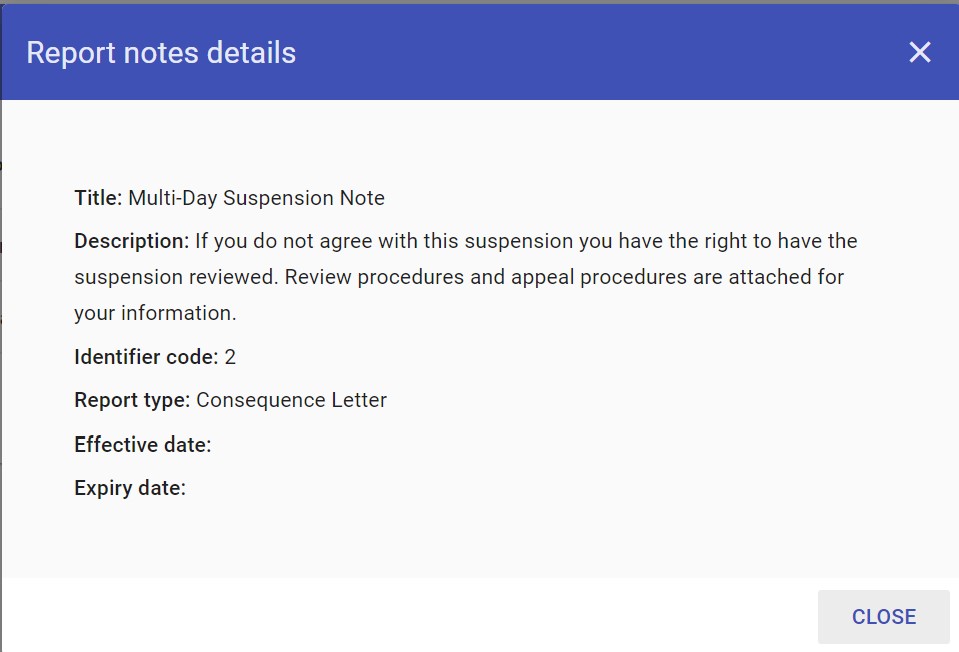 Report notes details
Title: Multi-Day Suspension Note
Description: If you do not agree with this suspension you have the right to have the
suspension reviewed. Review procedures and appeal procedures are attached for
your information.
Identifier code: 2
Report type: Consequence Letter
Effective date:
Expiry date:
CLOSE